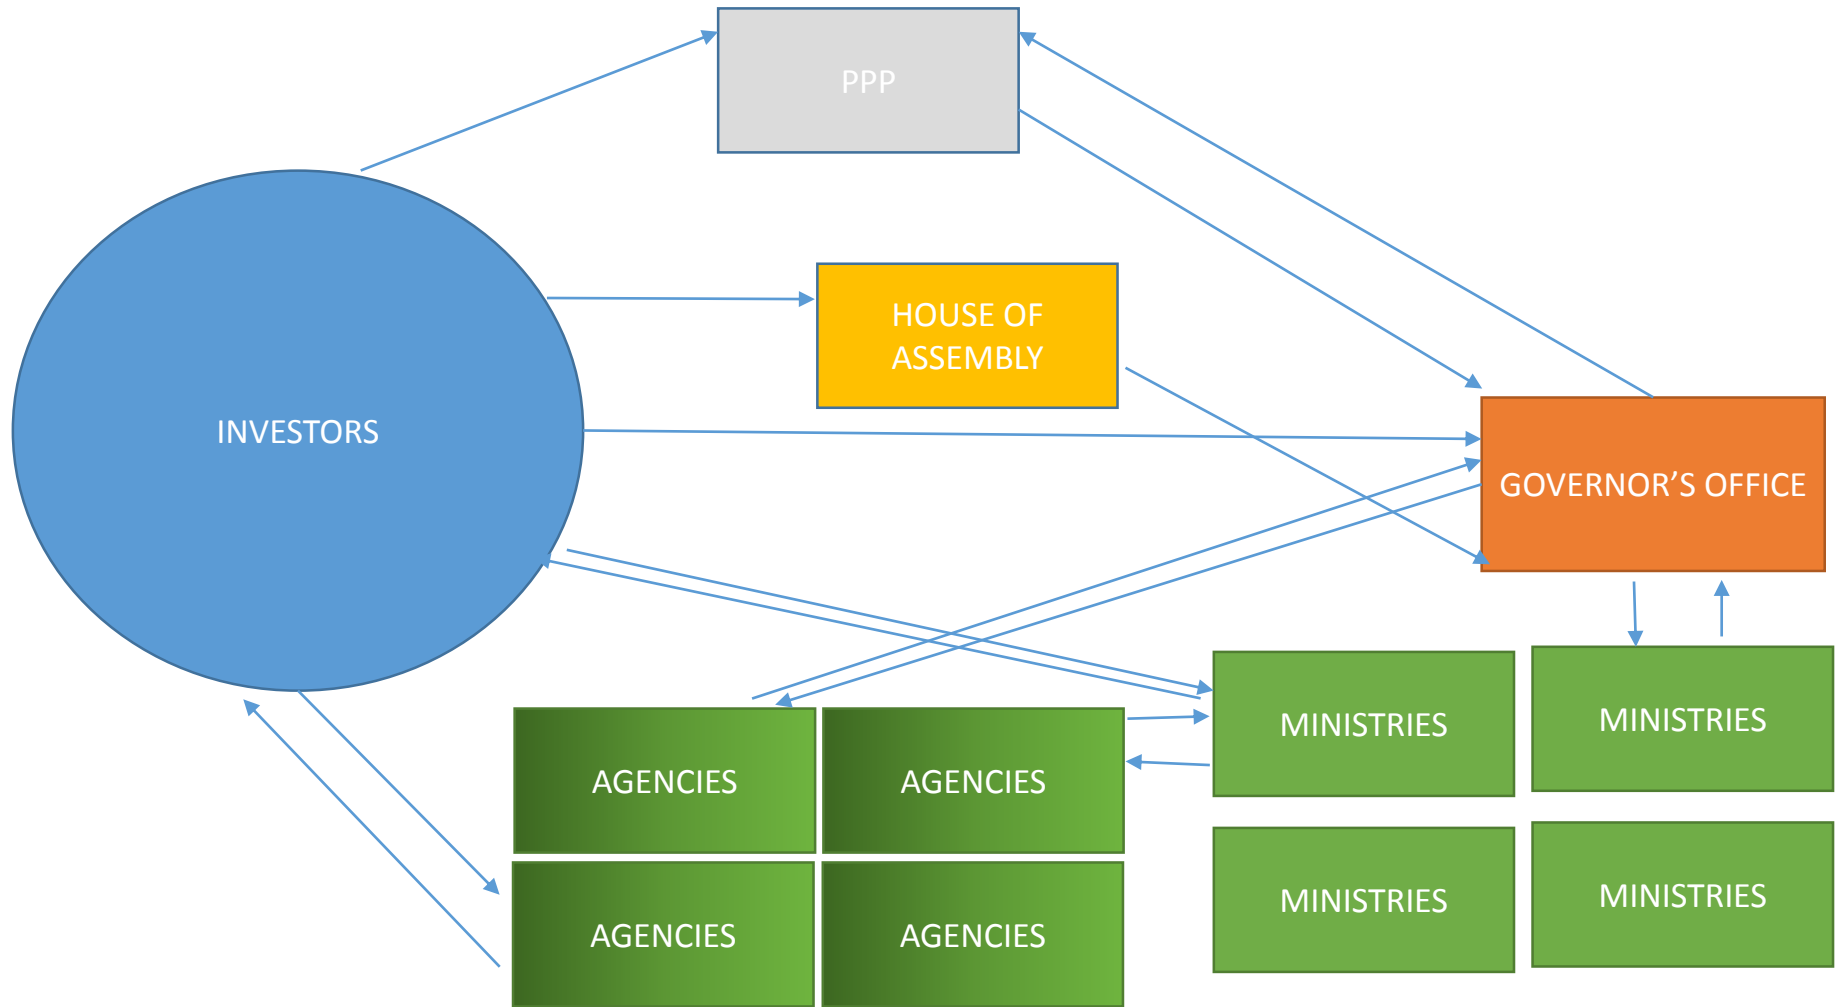 PPP
HOUSE OF
ASSEMBLY
INVESTORS
GOVERNOR’S OFFICE
MINISTRIES
MINISTRIES
AGENCIES
AGENCIES
MINISTRIES
MINISTRIES
AGENCIES
AGENCIES